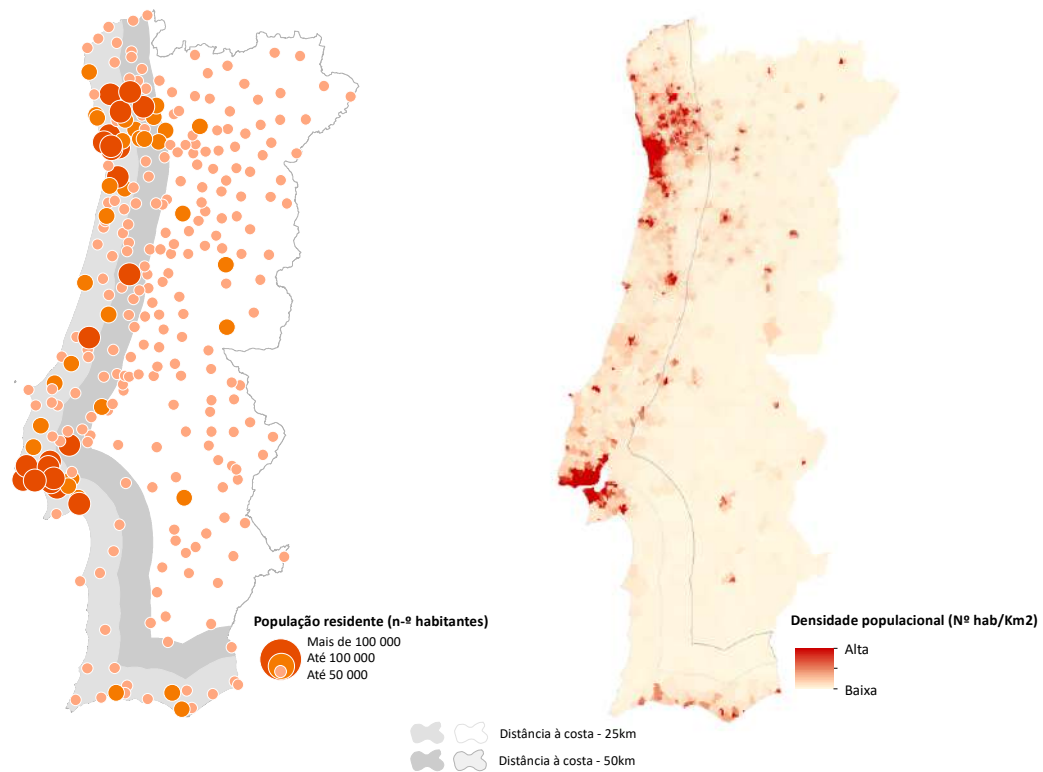 População residente (n-º habitantes)
Mais de 100 000
Até 100 000
Até 50 000
Densidade populacional (Nº hab/Km2)
Alta
Baixa
Distância à costa - 25km
Distância à costa - 50km